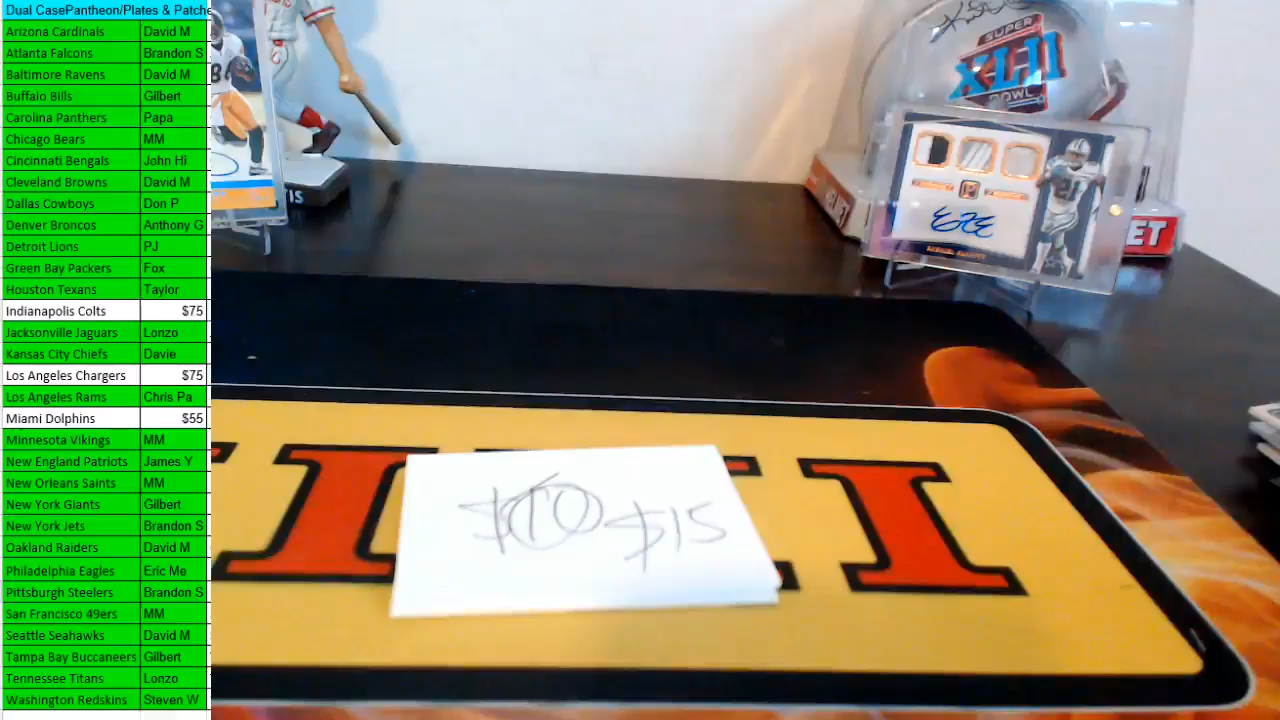 Dual CasePantheon/Plates & Patche
Arizona Cardinals David M
Atlanta Falcons Brandon S
Baltimore Ravens David M
Buffalo Bills Gilbert
Carolina Panthers Papa
Chicago Bears MM
Cincinnati Bengals John Hi
Cleveland Browns David M
Dallas Cowboys Don P
Denver Broncos Anthony G
Detroit Lions PJ
Green Bay Packers Fox
Houston Texans Taylor
Indianapolis Colts $75
Jacksonville Jaguars Lonzo
Kansas City Chiefs Davie
Los Angeles Chargers $75
Los Angeles Rams Chris Pa
Miami Dolphins $55
Minnesota Vikings MM
New England Patriots James Y
New Orleans Saints MM
New York Giants Gilbert
New York Jets Brandon S
Oakland Raiders David M
Philadelphia Eagles Eric Me
Pittsburgh Steelers Brandon S
San Francisco 49ers MM
Seattle Seahawks David M
Tampa Bay Buccaneers Gilbert
Tennessee Titans Lonzo
Washington Redskins Steven W
SUPER
XLII
BOWL
21
$10 $15